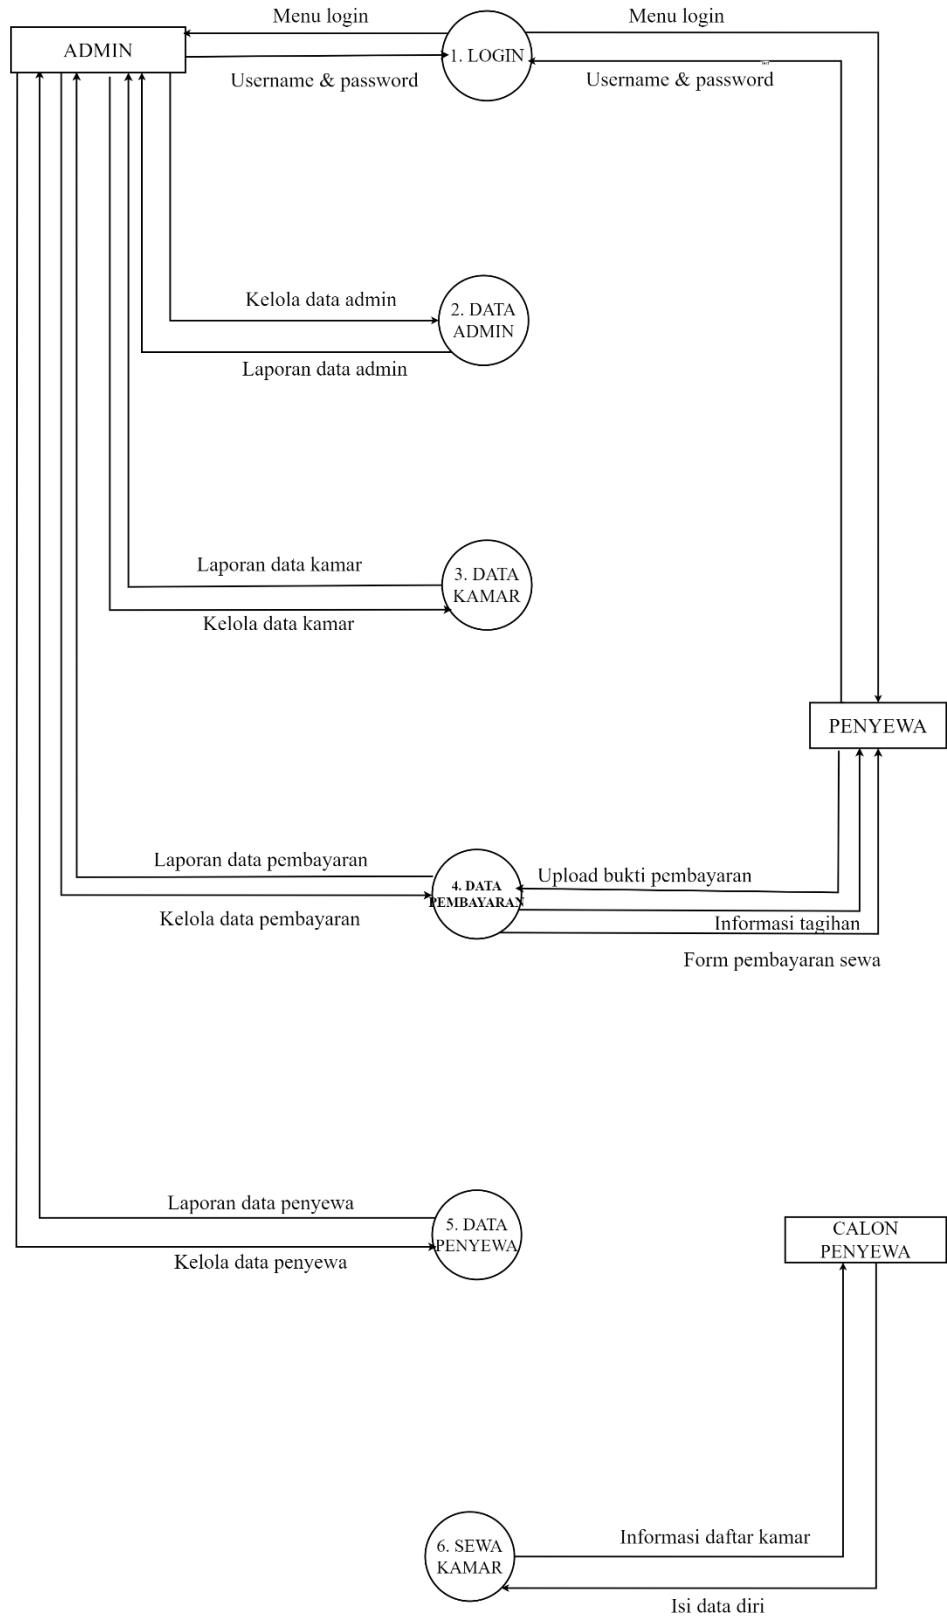 Menu login
Menu login
ADMIN
1. LOGIN
Username & password
Username & password
Kelola data admin
2. DATA
ADMIN
Laporan data admin
Laporan data kamar
3. DATA
KAMAR
Kelola data kamar
PENYEWA
Laporan data pembayaran
4. DATA
PEMBAYARAN
Upload bukti pembayaran
Kelola data pembayaran
Informasi tagihan
Form pembayaran sewa
Laporan data penyewa
5. DATA
PENYEWA
Kelola data penyewa
CALON
PENYEWA
6. SEWA
KAMAR
Informasi daftar kamar
Isi data diri